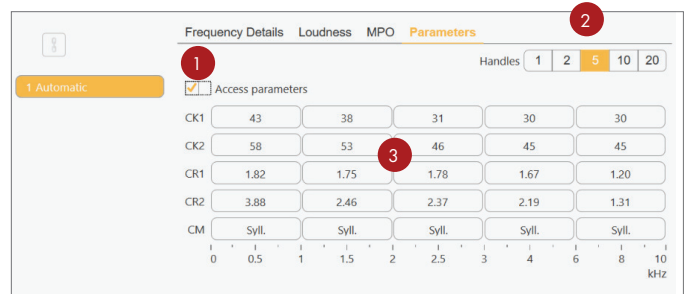 Frequency Details Loudness MPO Parameters
2
Handles 1 2 5 10 20
1
1 Automatic
Access parameters
CK1 43 38 31 30 30
CK2 58 53 46 45 45
3
CR1 1.82 1.75 1.78 1.67 1.20
CR2 3.88 2.46 2.37 2.19 1.31
CM Syll. Syll. Syll. Syll. Syll.
0 0.5 1 1.5 2 2.5 3 4 6 8 10
kHz